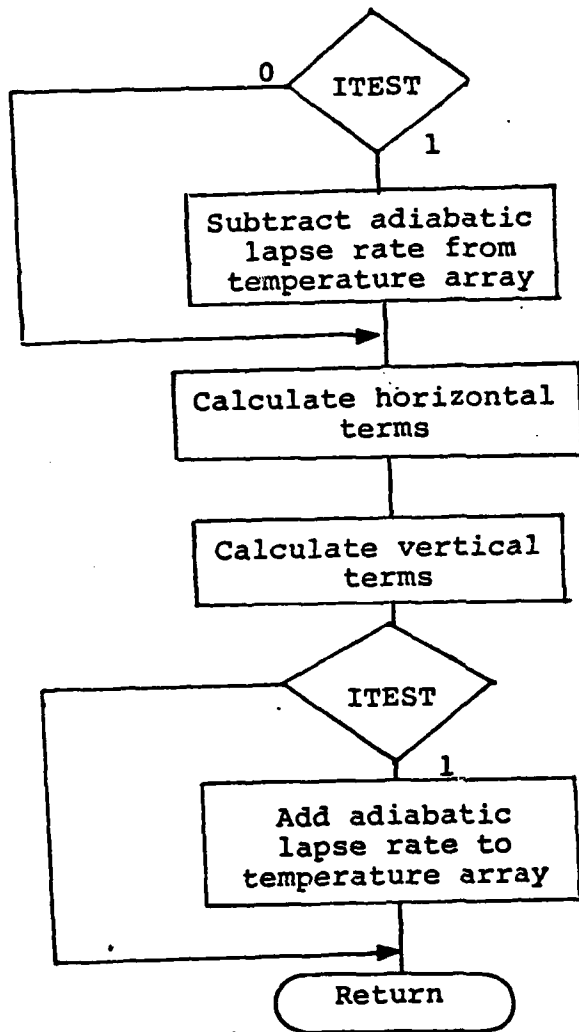 0
ITEST
1
Subtract adiabatic
lapse rate from
temperature array
Calculate horizontal
terms
Calculate vertical
terms
ITEST
1
Add adiabatic
lapse rate to
temperature array
Return